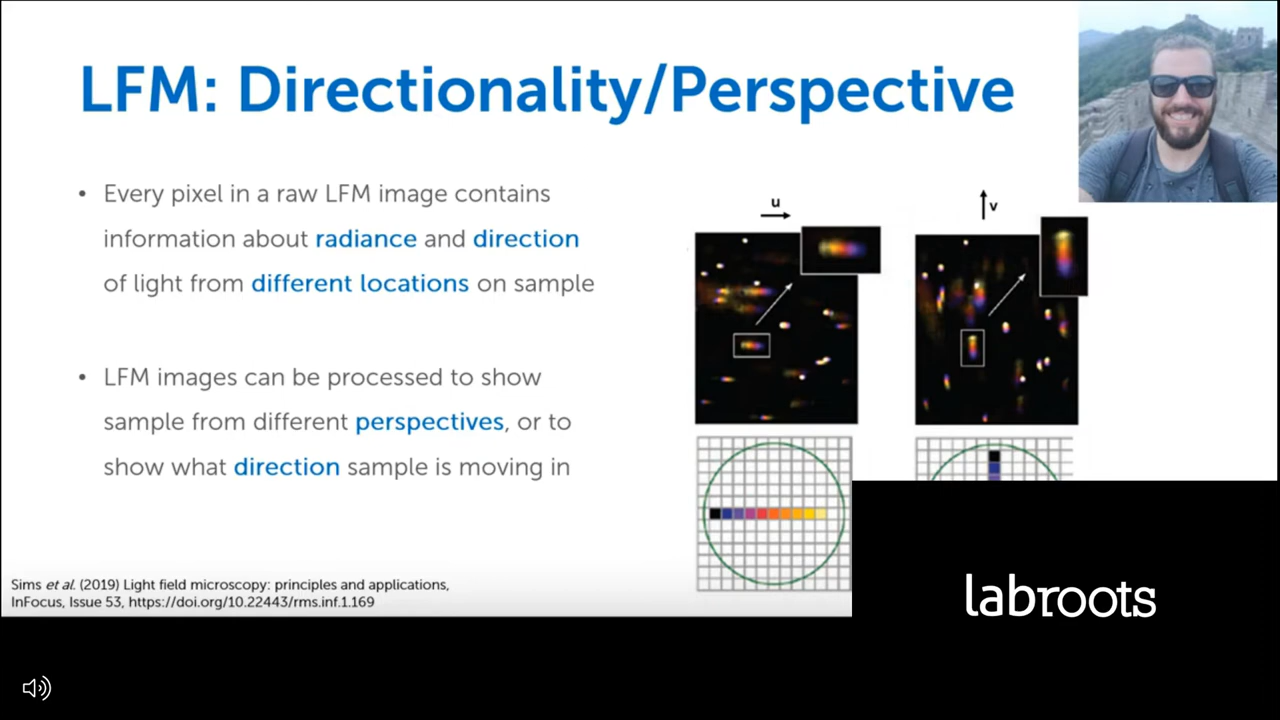 LFM: Directionality/Perspective
• Every pixel in a raw LFM image contains
information about radiance and direction
of light from different locations on sample
• LFM images can be processed to show
sample from different perspectives, or to
show what direction sample is moving in
u
v
Sims et al. (2019) Light field microscopy: principles and applications,
InFocus, Issue 53, https://doi.org/10.22443/rms.inf.1.169
labroots